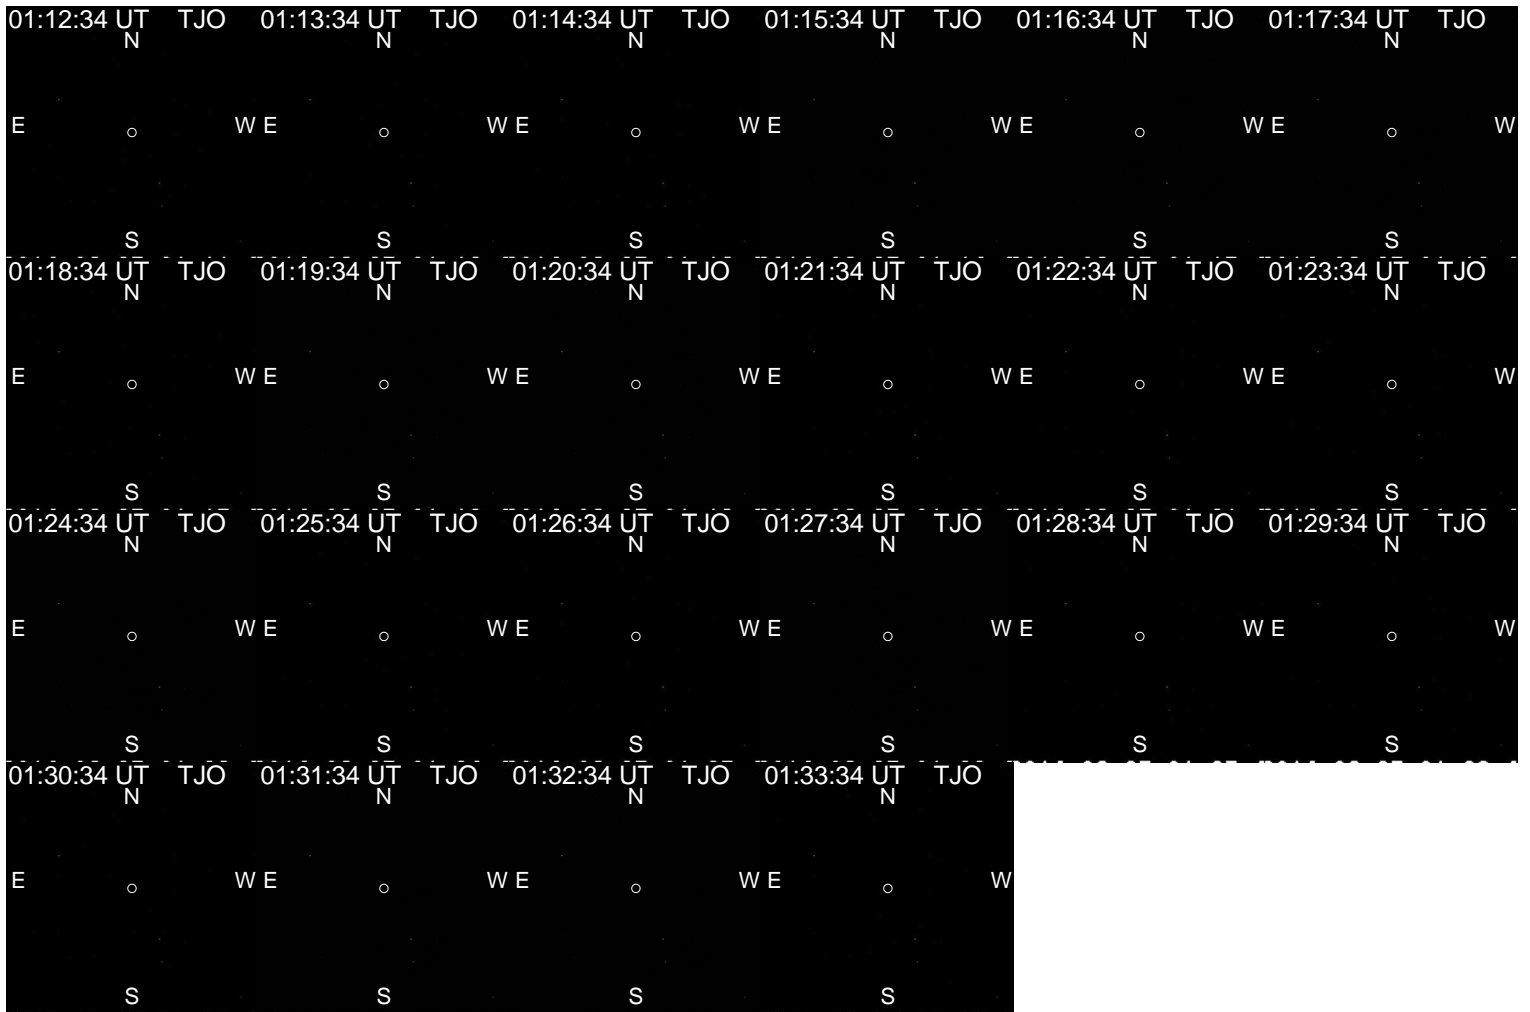 01:12:34 UT TJO 01:13:34 UT TJO 01:14:34 UT TJO 01:15:34 UT TJO 01:16:34 UT TJO 01:17:34 UT TJO
N N N N N N
E W E W E W E W E W E W
S S S S S S
01:18:34 UT TJO 01:19:34 UT TJO 01:20:34 UT TJO 01:21:34 UT TJO 01:22:34 UT TJO 01:23:34 UT TJO
N N N N N N
E W E W E W E W E W E W
S S S S S S
01:24:34 UT TJO 01:25:34 UT TJO 01:26:34 UT TJO 01:27:34 UT TJO 01:28:34 UT TJO 01:29:34 UT TJO
N N N N N N
E W E W E W E W E W E W
S S S S S S
01:30:34 UT TJO 01:31:34 UT TJO 01:32:34 UT TJO 01:33:34 UT TJO
N N N N
E W E W E W E W
S S S S